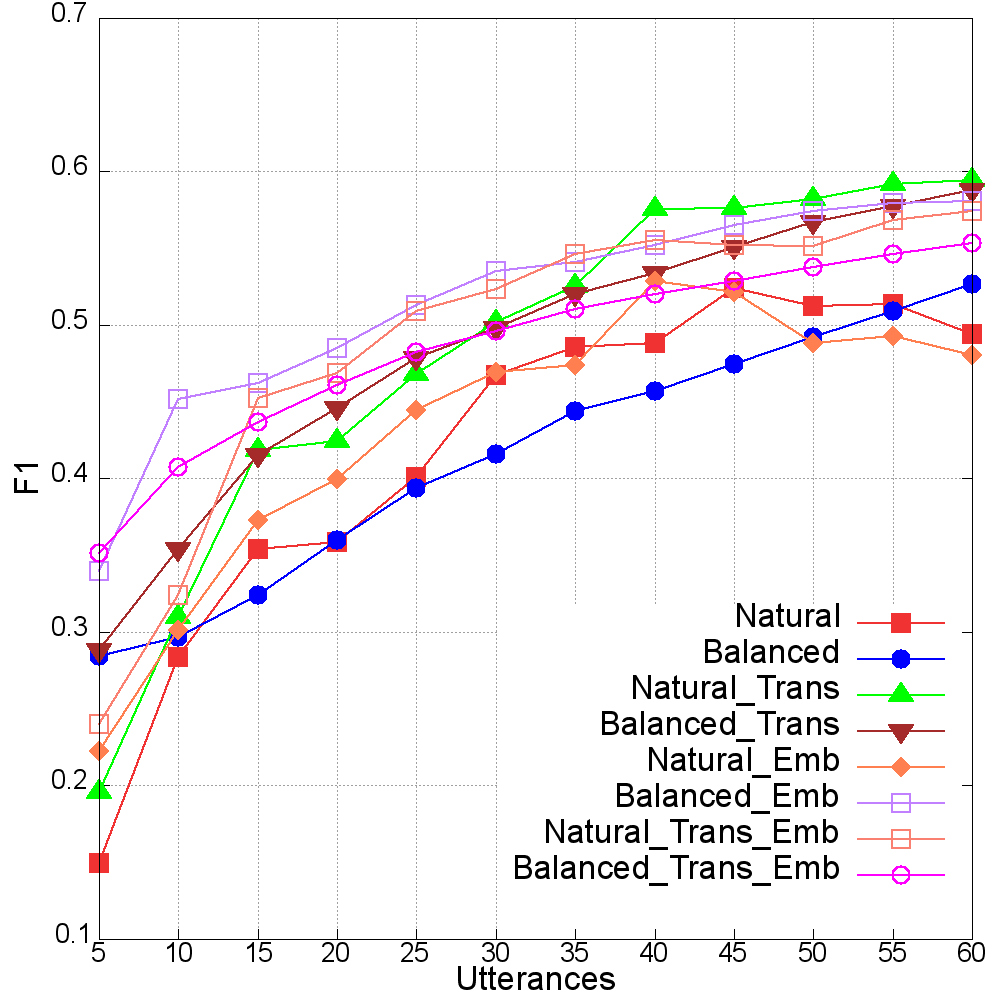 0.7
0.6
0.5
0.4
0.3
0.2
0.1
F1
Natural
Balanced
Natural_Trans
Balanced_Trans
Natural_Emb
Balanced_Emb
Natural_Trans_Emb
Balanced_Trans_Emb
5 10 15 20 25 30 35 40 45 50 55 60
Utterances